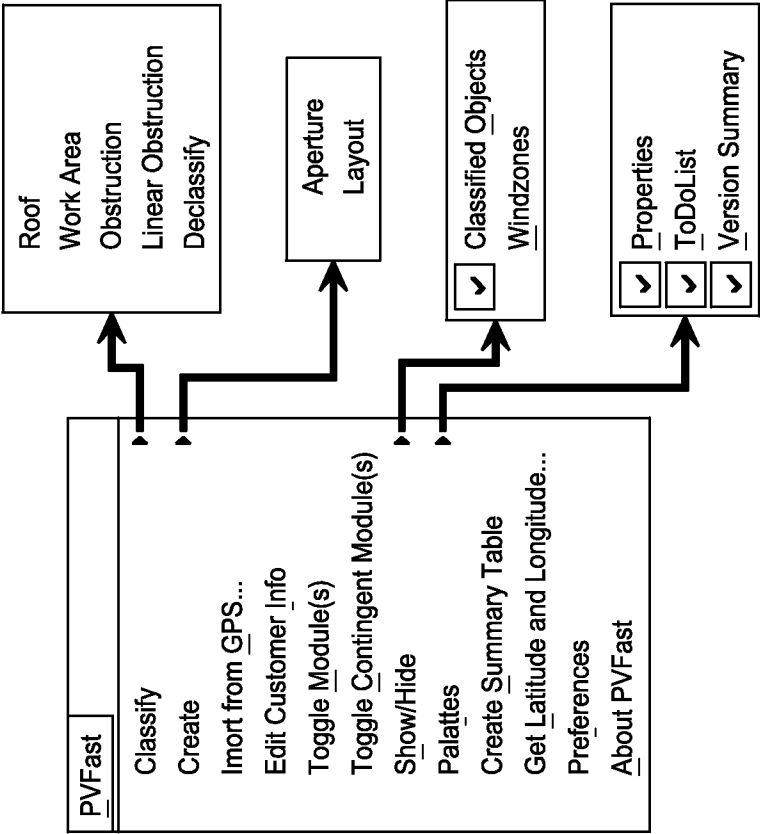 PVFast
Classify
Create
Imort from GPS...
Edit Customer Info
Toggle Module(s)
Toggle Contingent Module(s)
Show/Hide
Palattes
Create Summary Table
Get Latitude and Longitude...
Preferences
About PVFast
Roof
Work Area
Obstruction
Linear Obstruction
Declassify
Aperture
Layout
Classified Objects
Windzones
Properties
ToDoList
Version Summary